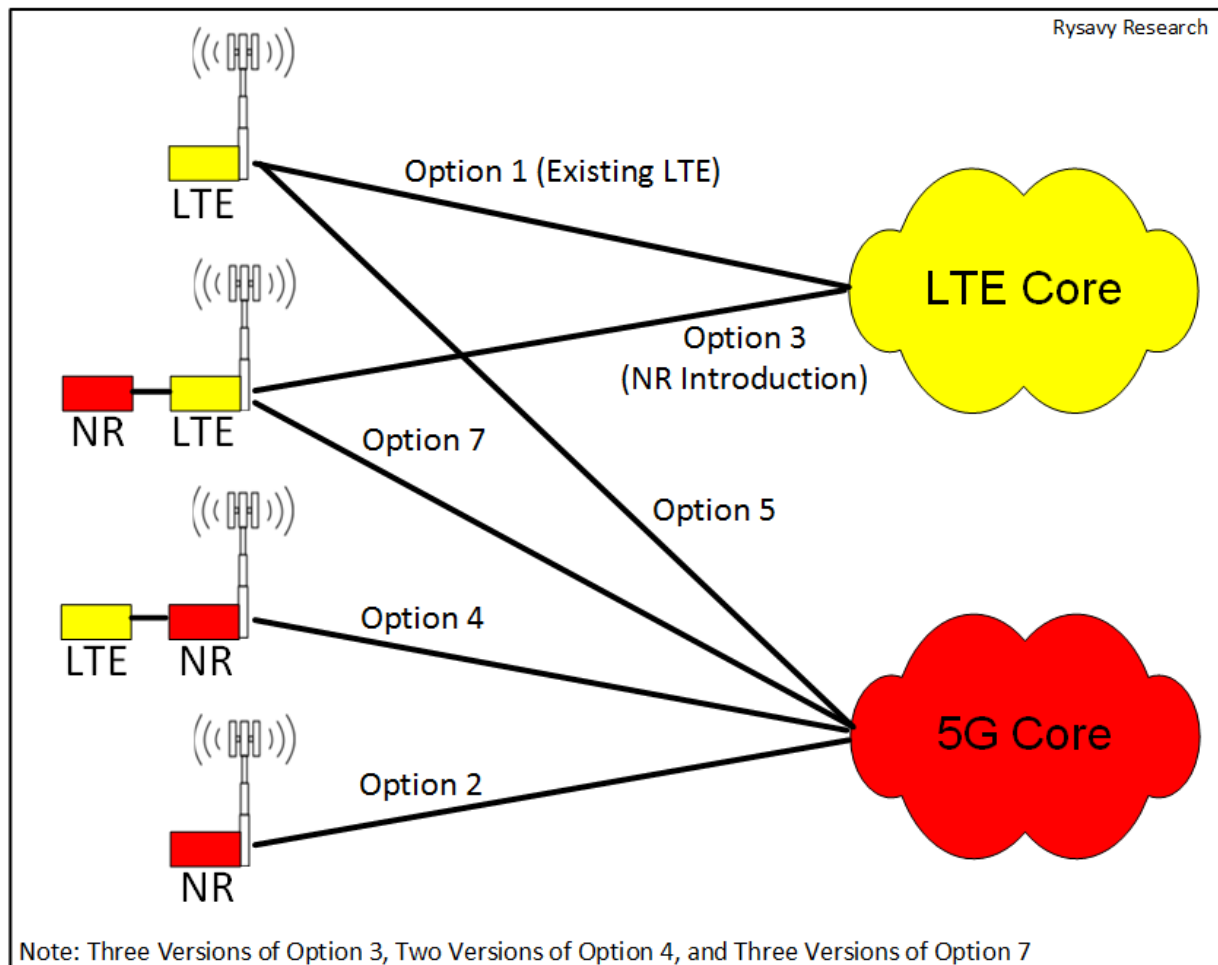 Rysavy Research
Option 1 (Existing LTE)
LTE
LTE Core
Option 3
(NR Introduction)
NR
LTE
Option 7
Option 5
Option 4
LTE
NR
5G Core
Option 2
NR
Note: Three Versions of Option 3, Two Versions of Option 4, and Three Versions of Option 7